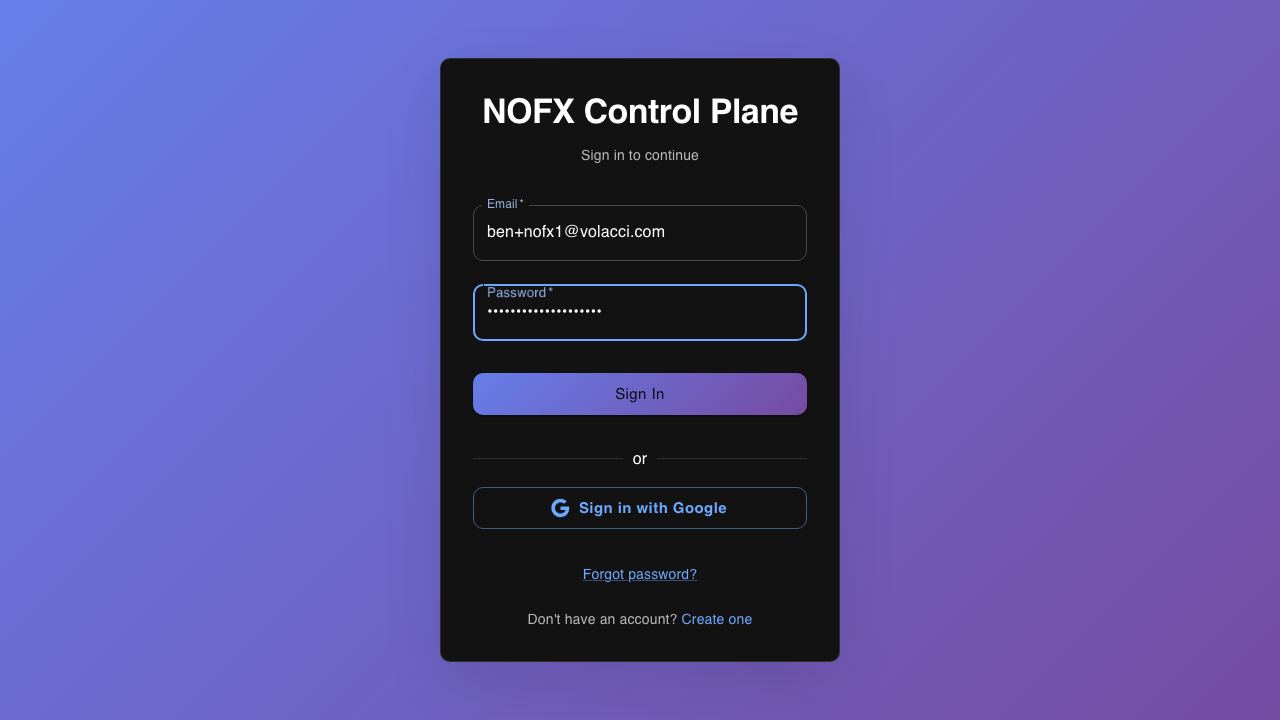 NOFX Control Plane
Sign in to continue
Email *
ben+nofx1@volacci.com
Password *
••••••••••••••••••••
Sign In
or
Sign in with Google
Forgot password?
Don't have an account? Create one